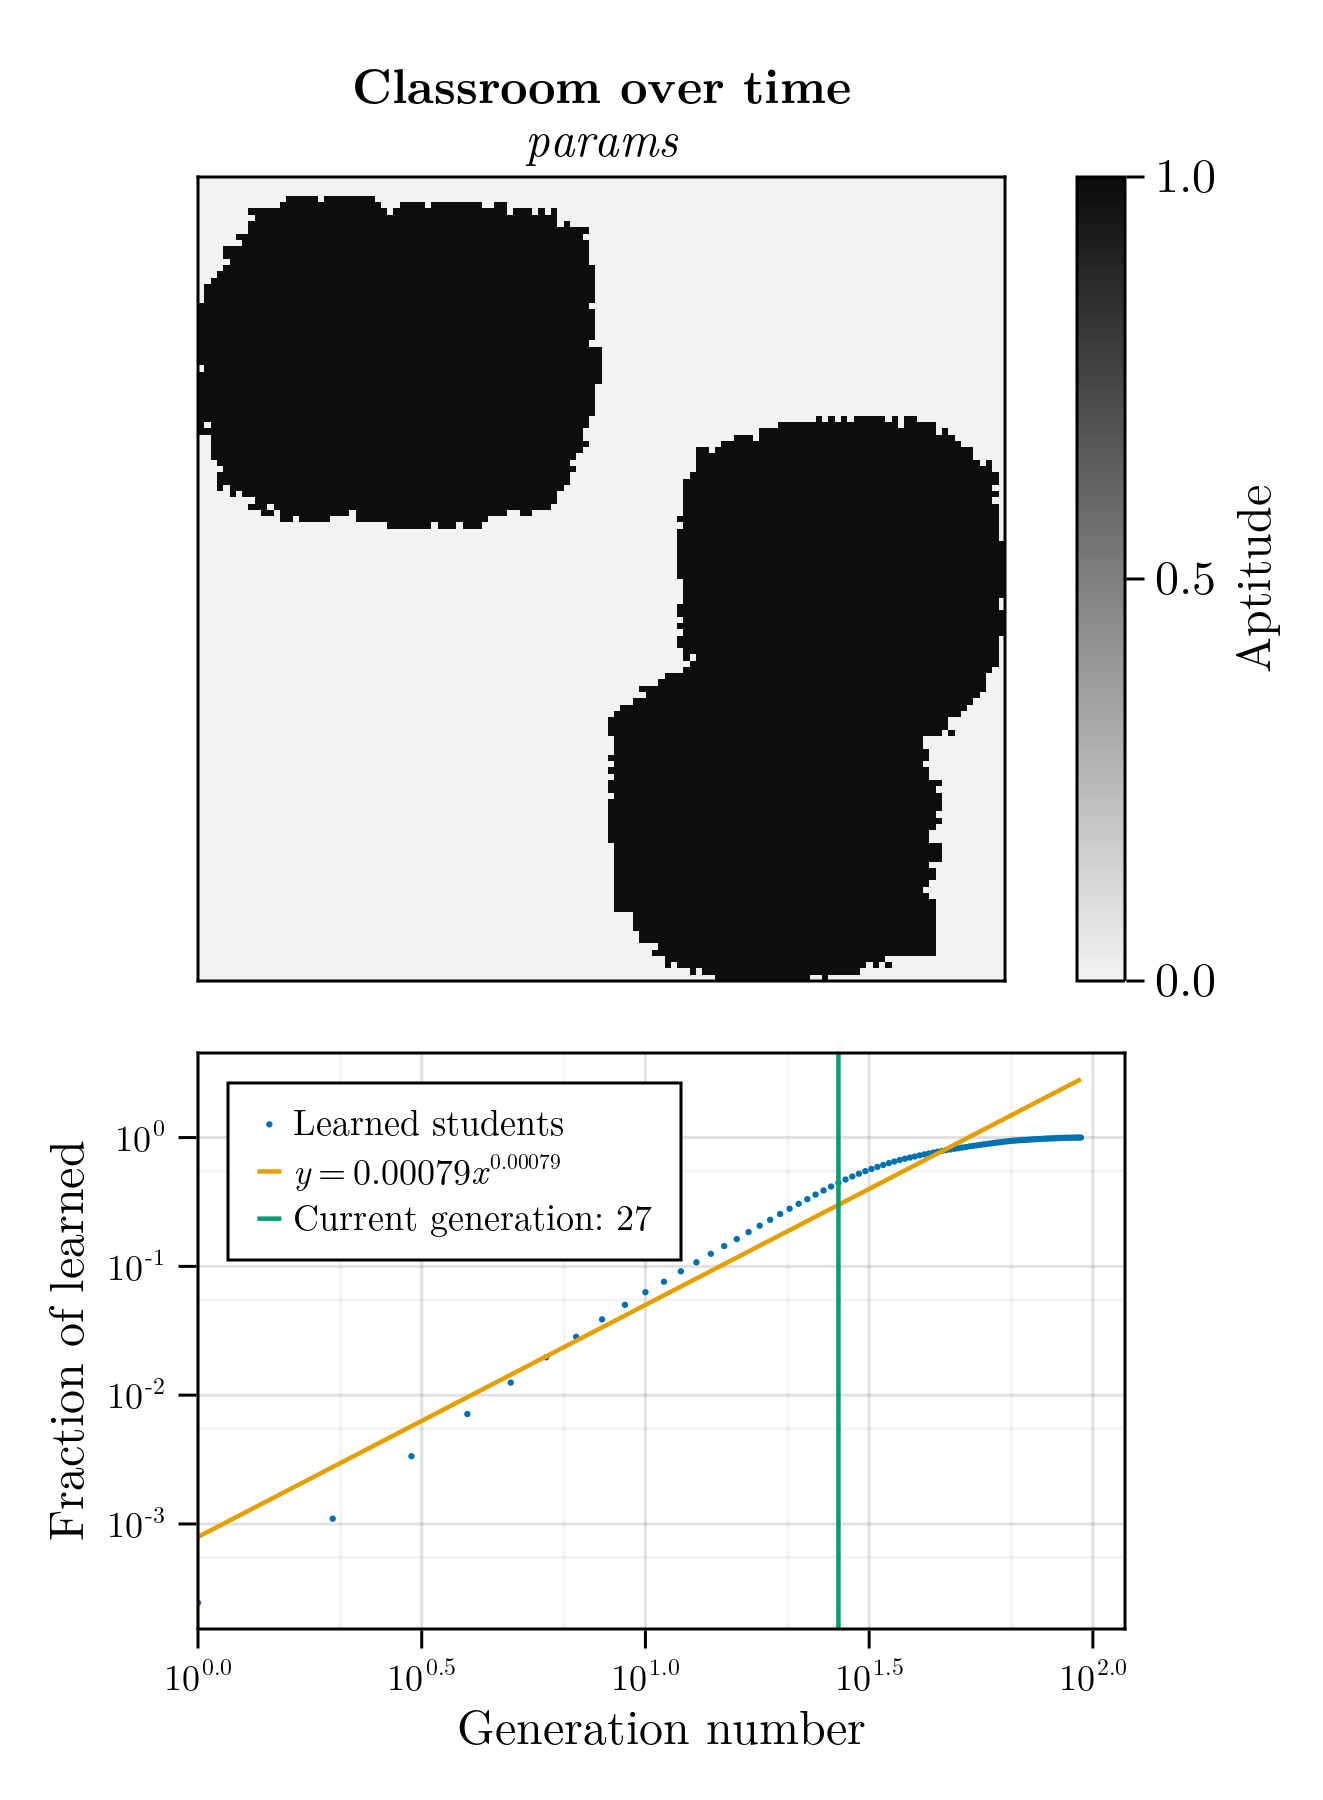 Classroom over time
params
1.0
0.5
0.0
Aptitude
Learned students
y = 0.00079x^0.00079
Current generation: 27
10^0
10^-1
10^-2
10^-3
Fraction of learned
10^0.0 10^0.5 10^1.0 10^1.5 10^2.0
Generation number